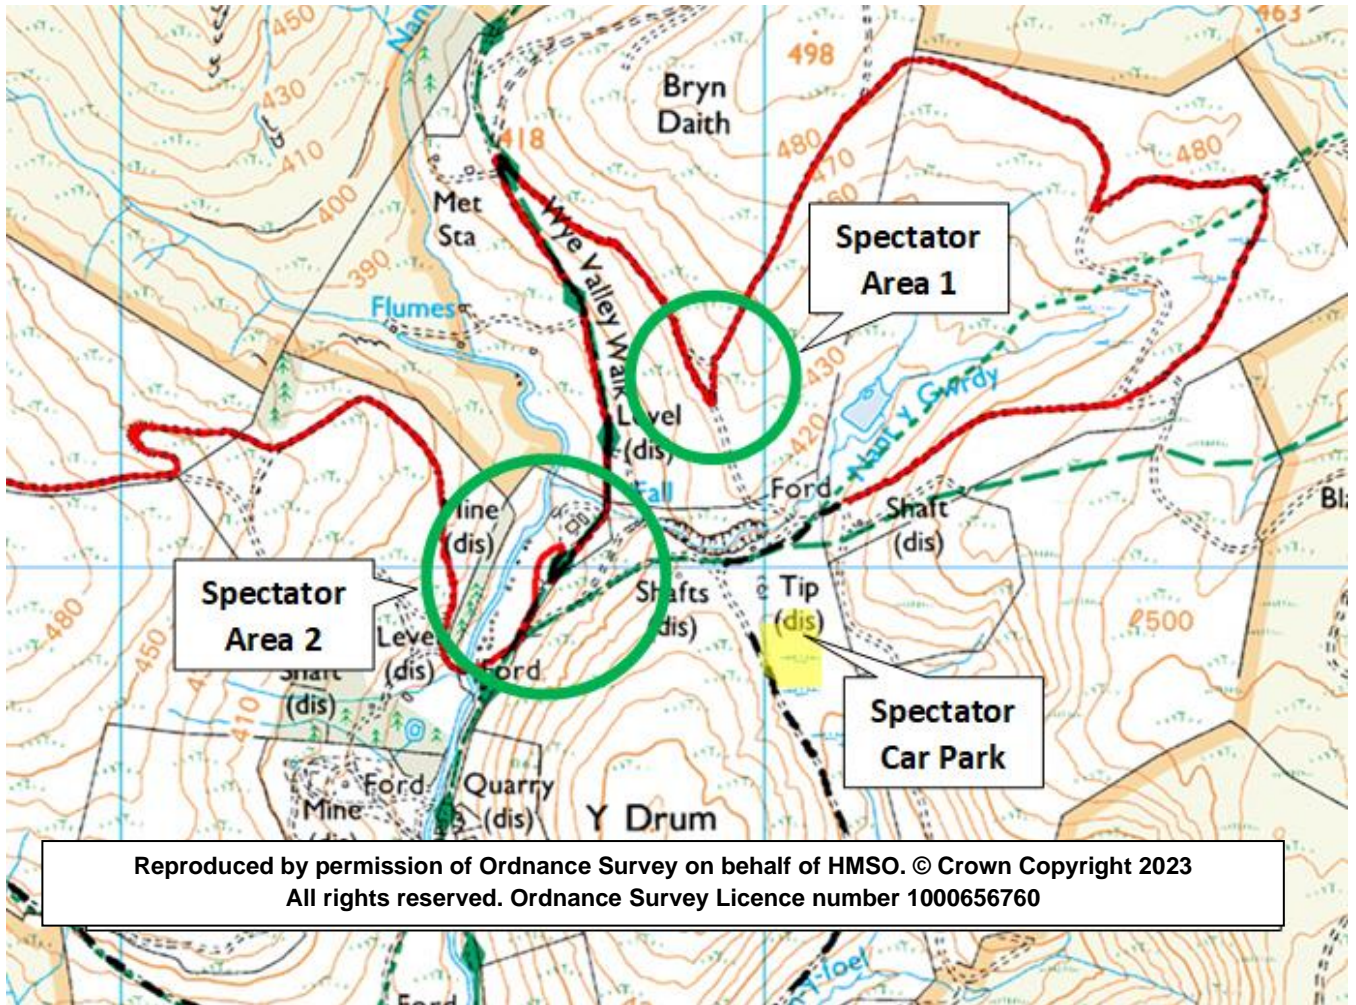 450
Nant
463
498
430
Bryn
Daith
418
410
480
470
480
400
Met
Sta
Wye Valley Walk
Spectator
Area 1
390
Flumes
430
Level
(dis)
420
Nant y Gwrdy
Fall
Ford
Shaft
(dis)
(dis)
Spectator
Area 2
Shafts
Tip
(dis)
480
450
Level
(dis)
Ford
Shaft
(dis)
500
410
Spectator
Car Park
Ford
Quarry
(dis)
Mine
Y Drum
Reproduced by permission of Ordnance Survey on behalf of HMSO. © Crown Copyright 2023
All rights reserved. Ordnance Survey Licence number 1000656760
Ford